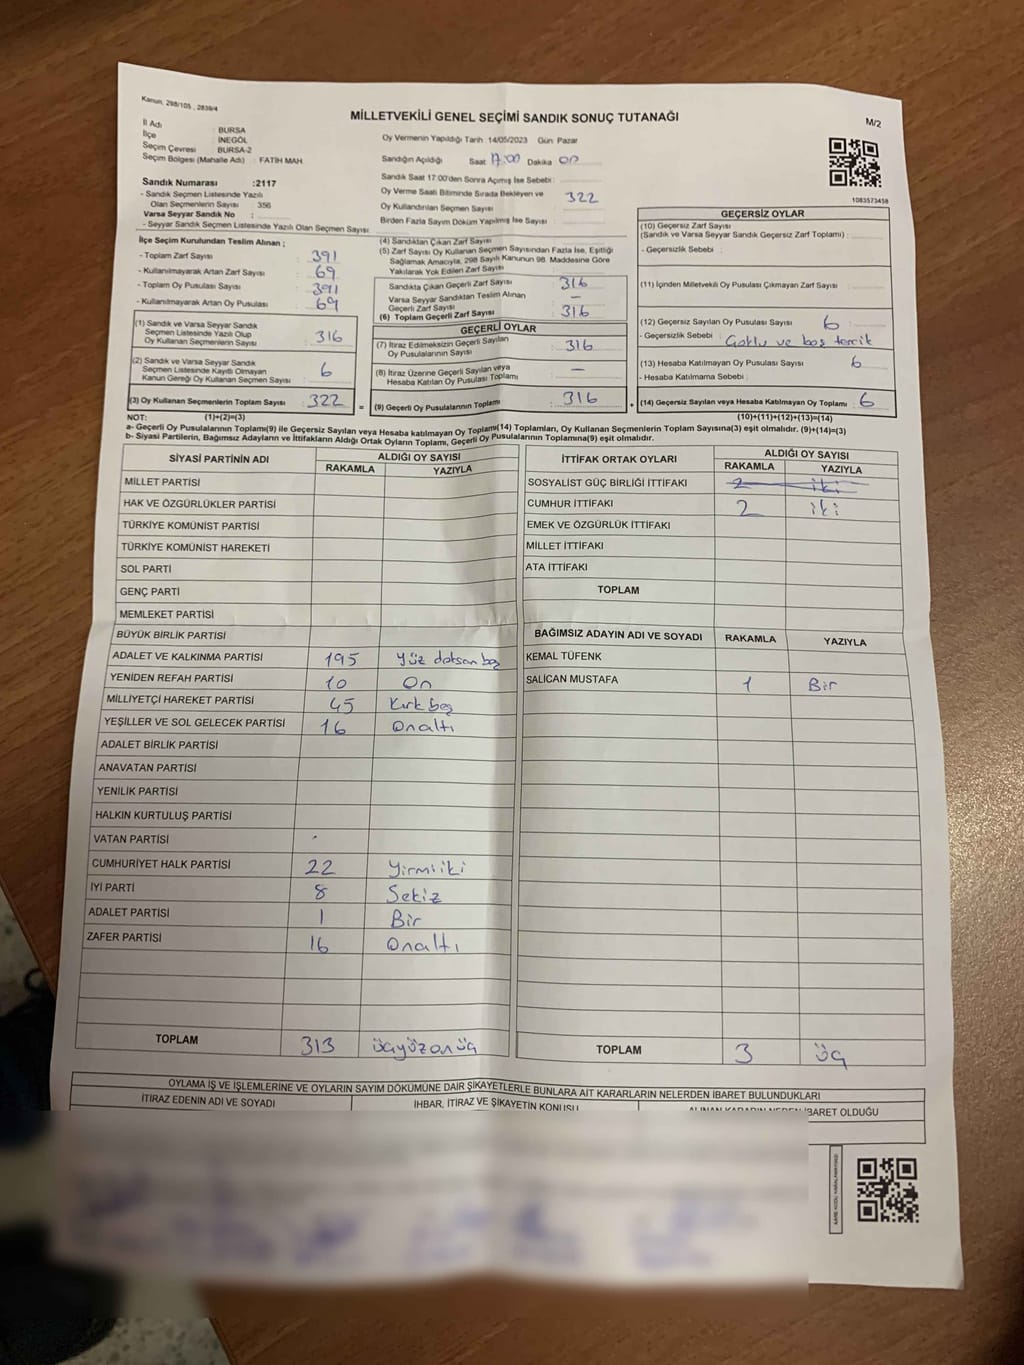 Kanun, 298/105 , 2839/4
MİLLETVEKİLİ GENEL SEÇİMİ SANDIK SONUÇ TUTANAĞI
M/2
İl Adı : BURSA
İlçe : İNEGÖL
Seçim Çevresi : BURSA-2
Seçim Bölgesi (Mahalle Adı) : FATİH MAH.
Oy Vermenin Yapıldığı Tarih :14/05/2023 Gün Pazar
Sandığın Açıldığı Saat 17:00 Dakika 00
Sandık Saat 17:00'den Sonra Açılmış İse Sebebi :
Oy Verme Saati Bitiminde Sırada Bekleyen ve
Oy Kullandırılan Seçmen Sayısı : 322
Birden Fazla Sayım Döküm Yapılmış İse Sayısı :
1083573458
Sandık Numarası :2117
- Sandık Seçmen Listesinde Yazılı
Olan Seçmenlerin Sayısı : 356
Varsa Seyyar Sandık No :
- Seyyar Sandık Seçmen Listesinde Yazılı Olan Seçmen Sayısı :
İlçe Seçim Kurulundan Teslim Alınan ;
- Toplam Zarf Sayısı : 391
- Kullanılmayarak Artan Zarf Sayısı : 69
- Toplam Oy Pusulası Sayısı : 391
- Kullanılmayarak Artan Oy Pusulası : 69
(1) Sandık ve Varsa Seyyar Sandık
Seçmen Listesinde Yazılı Olup
Oy Kullanan Seçmenlerin Sayısı : 316
(2) Sandık ve Varsa Seyyar Sandık
Seçmen Listesinde Kayıtlı Olmayan
Kanun Gereği Oy Kullanan Seçmen Sayısı : 6
(3) Oy Kullanan Seçmenlerin Toplam Sayısı : 322
(4) Sandıktan Çıkan Zarf Sayısı
(5) Zarf Sayısı Oy Kullanan Seçmen Sayısından Fazla İse, Eşitliği
Sağlamak Amacıyla, 298 Sayılı Kanunun 98. Maddesine Göre
Yakılarak Yok Edilen Zarf Sayısı :
Sandıkta Çıkan Geçerli Zarf Sayısı : 316
Varsa Seyyar Sandıktan Teslim Alınan
Geçerli Zarf Sayısı : –
(6) Toplam Geçerli Zarf Sayısı : 316
GEÇERLİ OYLAR
(7) İtiraz Edilmeksizin Geçerli Sayılan
Oy Pusulalarının Sayısı : 316
(8) İtiraz Üzerine Geçerli Sayılan veya
Hesaba Katılan Oy Pusulası Toplamı : –
= (9) Geçerli Oy Pusulalarının Toplamı : 316
GEÇERSİZ OYLAR
(10) Geçersiz Zarf Sayısı
(Sandık ve Varsa Seyyar Sandık Geçersiz Zarf Toplamı) :
- Geçersizlik Sebebi :
(11) İçinden Milletvekili Oy Pusulası Çıkmayan Zarf Sayısı :
(12) Geçersiz Sayılan Oy Pusulası Sayısı : 6
- Geçersizlik Sebebi : Çoklu ve boş tercih
(13) Hesaba Katılmayan Oy Pusulası Sayısı : 6
- Hesaba Katılmama Sebebi :
+ (14) Geçersiz Sayılan veya Hesaba Katılmayan Oy Toplamı : 6
NOT: (1)+(2)=(3)
(10)+(11)+(12)+(13)=(14)
a- Geçerli Oy Pusulalarının Toplamı(9) ile Geçersiz Sayılan veya Hesaba katılmayan Oy Toplamı(14) Toplamları, Oy Kullanan Seçmenlerin Toplam Sayısına(3) eşit olmalıdır. (9)+(14)=(3)
b- Siyasi Partilerin, Bağımsız Adayların ve İttifakların Aldığı Ortak Oyların Toplamı, Geçerli Oy Pusulalarının Toplamına(9) eşit olmalıdır.
SİYASİ PARTİNİN ADI ALDIĞI OY SAYISI
RAKAMLA YAZIYLA
MİLLET PARTİSİ
HAK VE ÖZGÜRLÜKLER PARTİSİ
TÜRKİYE KOMÜNİST PARTİSİ
TÜRKİYE KOMÜNİST HAREKETİ
SOL PARTİ
GENÇ PARTİ
MEMLEKET PARTİSİ
BÜYÜK BİRLİK PARTİSİ
ADALET VE KALKINMA PARTİSİ 195 Yüz doksan beş
YENİDEN REFAH PARTİSİ 10 On
MİLLİYETÇİ HAREKET PARTİSİ 45 Kırk beş
YEŞİLLER VE SOL GELECEK PARTİSİ 16 Onaltı
ADALET BİRLİK PARTİSİ
ANAVATAN PARTİSİ
YENİLİK PARTİSİ
HALKIN KURTULUŞ PARTİSİ
VATAN PARTİSİ
CUMHURİYET HALK PARTİSİ 22 Yirmiiki
İYİ PARTİ 8 Sekiz
ADALET PARTİSİ 1 Bir
ZAFER PARTİSİ 16 Onaltı
TOPLAM 313 üçyüzonüç
İTTİFAK ORTAK OYLARI ALDIĞI OY SAYISI
RAKAMLA YAZIYLA
SOSYALİST GÜÇ BİRLİĞİ İTTİFAKI 2 iki
CUMHUR İTTİFAKI 2 iki
EMEK VE ÖZGÜRLÜK İTTİFAKI
MİLLET İTTİFAKI
ATA İTTİFAKI
TOPLAM
BAĞIMSIZ ADAYIN ADI VE SOYADI RAKAMLA YAZIYLA
KEMAL TÜFENK
SALİCAN MUSTAFA 1 Bir
TOPLAM 3 üç
OYLAMA İŞ VE İŞLEMLERİNE VE OYLARIN SAYIM DÖKÜMÜNE DAİR ŞİKAYETLERLE BUNLARA AİT KARARLARIN NELERDEN İBARET BULUNDUKLARI
İTİRAZ EDENİN ADI VE SOYADI İHBAR, İTİRAZ VE ŞİKAYETİN KONUSU ALINAN KARARIN NEDEN İBARET OLDUĞU